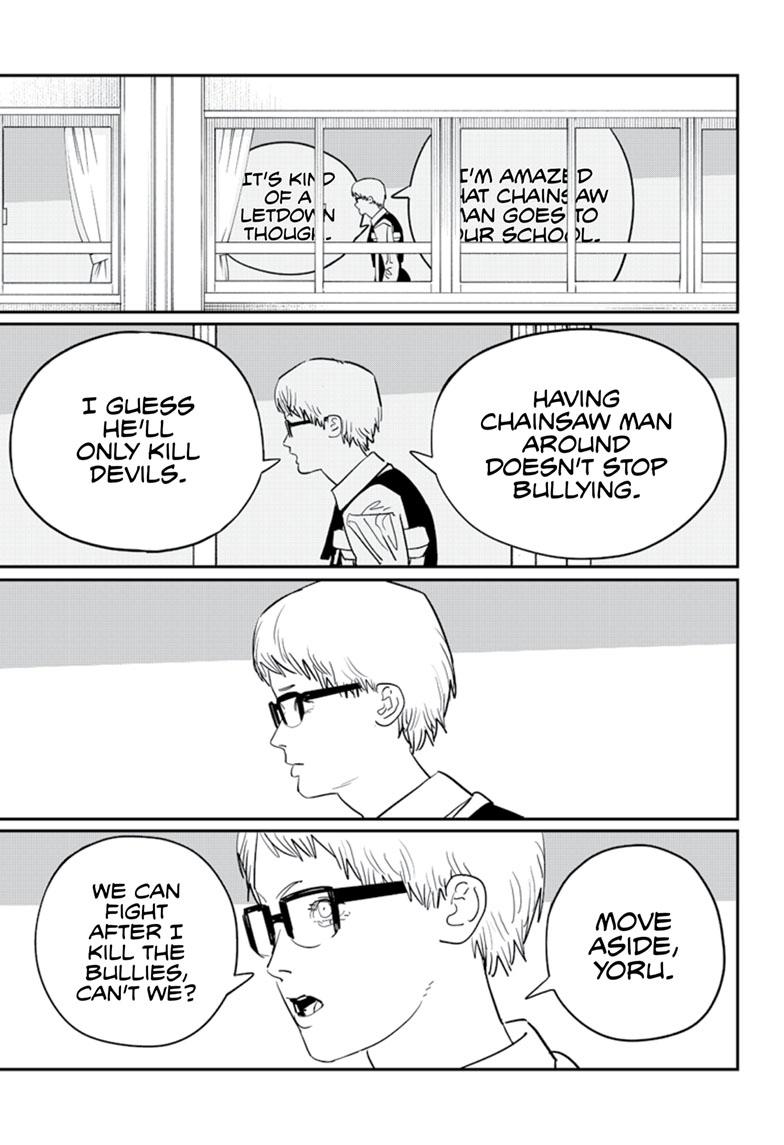 I'M AMAZED
HAT CHAINSAW
MAN GOES TO
OUR SCHOOL.
IT'S KIND
OF A
LETDOWN
THOUGH.
HAVING
CHAINSAW MAN
AROUND
DOESN'T STOP
BULLYING.
I GUESS
HE'LL
ONLY KILL
DEVILS.
MOVE
ASIDE,
YORU.
WE CAN
FIGHT
AFTER I
KILL THE
BULLIES,
CAN'T WE?